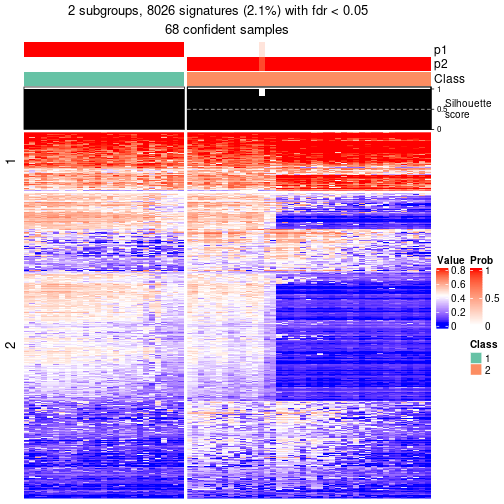 2 subgroups, 8026 signatures (2.1%) with fdr < 0.05
68 confident samples
p1
p2
Class
1
0.5
0
Silhouette
score
1
2
Value
0.8
0.6
0.4
0.2
0
Prob
1
0.5
0
Class
1
2